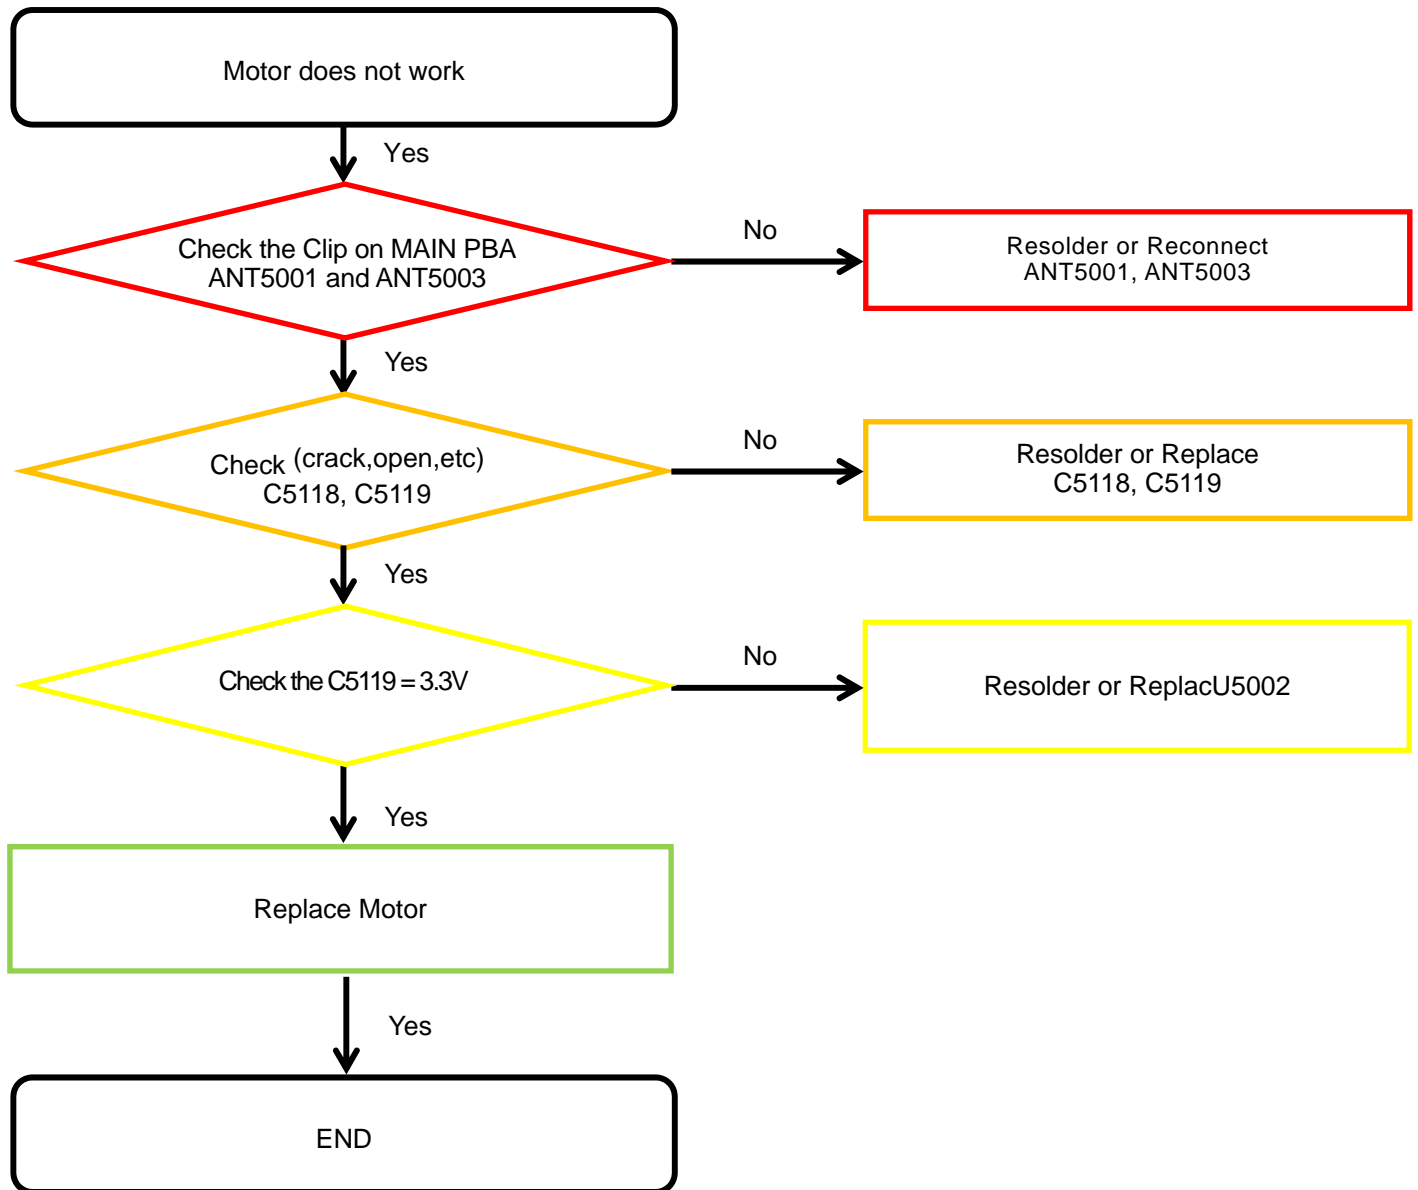 Motor does not work
Yes
Check the Clip on MAIN PBA
ANT5001 and ANT5003
No
Resolder or Reconnect
ANT5001, ANT5003
Yes
Check (crack,open,etc)
C5118, C5119
No
Resolder or Replace
C5118, C5119
Yes
Check the C5119 = 3.3V
No
Resolder or ReplacU5002
Yes
Replace Motor
Yes
END